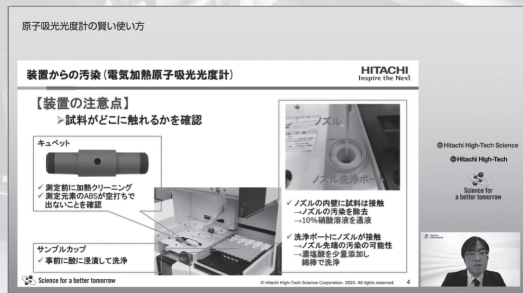 原子吸光光度計の賢い使い方
装置からの汚染(電気加熱原子吸光光度計)
HITACHI
Inspire the Next
【装置の注意点】
➢試料がどこに触れるかを確認
キュベット
✓ 測定前に加熱クリーニング
✓ 測定元素のABSが空打ちで
出ないことを確認
サンプルカップ
✓ 事前に酸に浸漬して洗浄
ノズル
ノズル洗浄ポート
✓ ノズルの内壁に試料は接触
→ノズルの汚染を除去
→10%硝酸溶液を通液
✓ 洗浄ポートにノズルが接触
→ノズル先端の汚染の可能性
→濃塩酸を少量添加し
綿棒で洗浄
Science for a better tomorrow
© Hitachi High-Tech Science Corporation. 2023. All rights reserved.
4
@Hitachi High-Tech Science
@Hitachi High-Tech
Science for
a better tomorrow